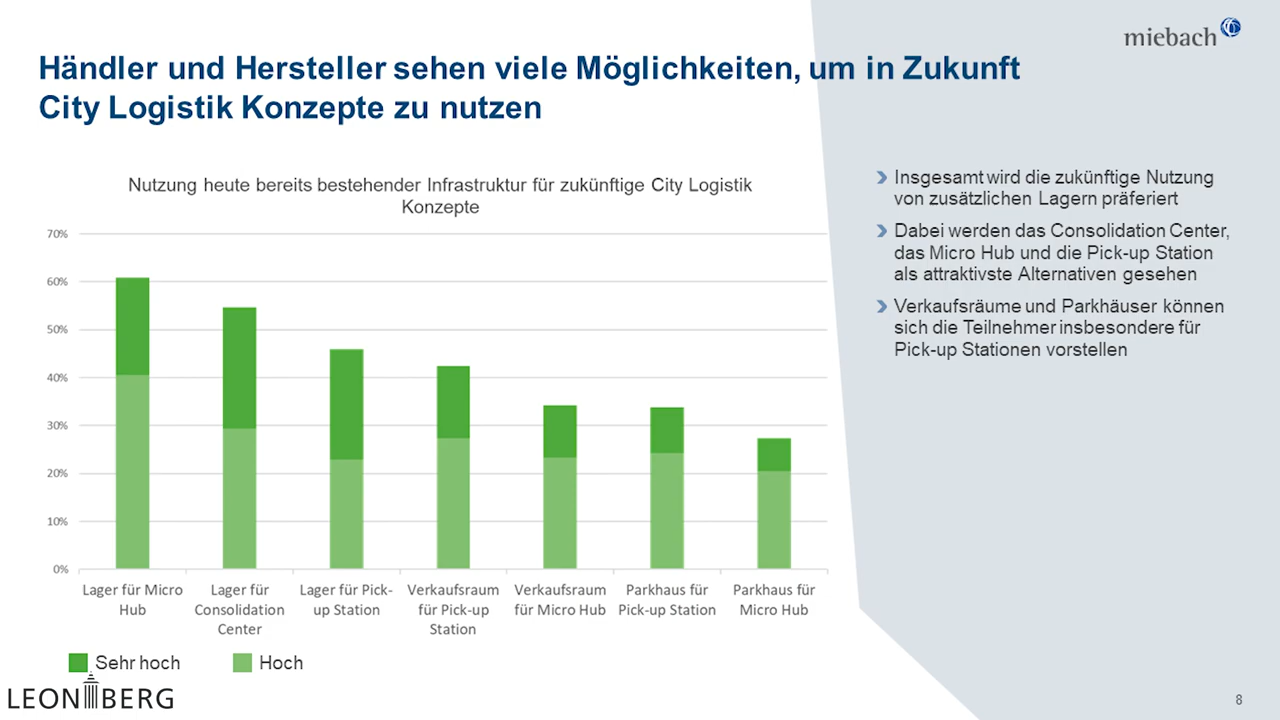 miebach
Händler und Hersteller sehen viele Möglichkeiten, um in Zukunft
City Logistik Konzepte zu nutzen
Nutzung heute bereits bestehender Infrastruktur für zukünftige City Logistik
Konzepte
70%
60%
50%
40%
30%
20%
10%
0%
Lager für Micro
Hub
Lager für
Consolidation
Center
Lager für Pick-
up Station
Verkaufsraum
für Pick-up
Station
Verkaufsraum
für Micro Hub
Parkhaus für
Pick-up Station
Parkhaus für
Micro Hub
Sehr hoch
Hoch
Insgesamt wird die zukünftige Nutzung
von zusätzlichen Lagern präferiert
Dabei werden das Consolidation Center,
das Micro Hub und die Pick-up Station
als attraktivste Alternativen gesehen
Verkaufsräume und Parkhäuser können
sich die Teilnehmer insbesondere für
Pick-up Stationen vorstellen
LEONBERG
8